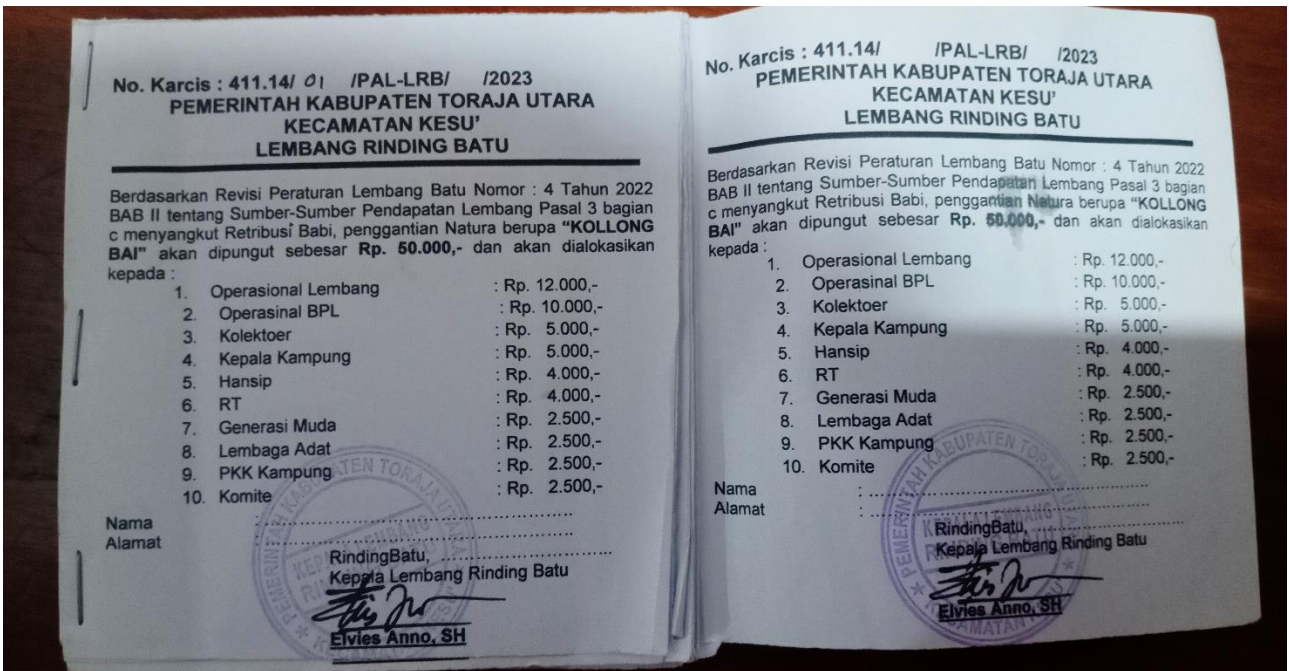 No. Karcis : 411.14/ 01 /PAL-LRB/ /2023
PEMERINTAH KABUPATEN TORAJA UTARA
KECAMATAN KESU’
LEMBANG RINDING BATU
Berdasarkan Revisi Peraturan Lembang Batu Nomor : 4 Tahun 2022
BAB II tentang Sumber-Sumber Pendapatan Lembang Pasal 3 bagian
c menyangkut Retribusi Babi, penggantian Natura berupa “KOLLONG
BAI” akan dipungut sebesar Rp. 50.000,- dan akan dialokasikan
kepada :
1. Operasional Lembang : Rp. 12.000,-
2. Operasinal BPL : Rp. 10.000,-
3. Kolektoer : Rp. 5.000,-
4. Kepala Kampung : Rp. 5.000,-
5. Hansip : Rp. 4.000,-
6. RT : Rp. 4.000,-
7. Generasi Muda : Rp. 2.500,-
8. Lembaga Adat : Rp. 2.500,-
9. PKK Kampung : Rp. 2.500,-
10. Komite : Rp. 2.500,-
Nama : ........................................
Alamat : ........................................
RindingBatu, ..............................
Kepala Lembang Rinding Batu
Elvies Anno, SH
No. Karcis : 411.14/ /PAL-LRB/ /2023
PEMERINTAH KABUPATEN TORAJA UTARA
KECAMATAN KESU’
LEMBANG RINDING BATU
Berdasarkan Revisi Peraturan Lembang Batu Nomor : 4 Tahun 2022
BAB II tentang Sumber-Sumber Pendapatan Lembang Pasal 3 bagian
c menyangkut Retribusi Babi, penggantian Natura berupa “KOLLONG
BAI” akan dipungut sebesar Rp. 50.000,- dan akan dialokasikan
kepada :
1. Operasional Lembang : Rp. 12.000,-
2. Operasinal BPL : Rp. 10.000,-
3. Kolektoer : Rp. 5.000,-
4. Kepala Kampung : Rp. 5.000,-
5. Hansip : Rp. 4.000,-
6. RT : Rp. 4.000,-
7. Generasi Muda : Rp. 2.500,-
8. Lembaga Adat : Rp. 2.500,-
9. PKK Kampung : Rp. 2.500,-
10. Komite : Rp. 2.500,-
Nama : ........................................
Alamat : ........................................
RindingBatu, ..............................
Kepala Lembang Rinding Batu
Elvies Anno, SH
PEMERINTAH KABUPATEN TORAJA UTARA
KEPALA LEMBANG
RINDING BATU
KECAMATAN KESU'